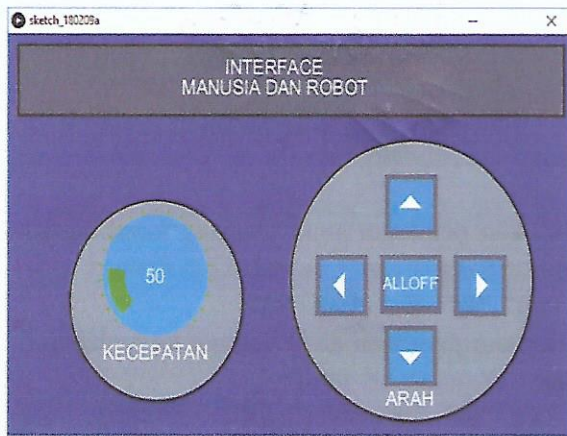 sketch_180209a
INTERFACE
MANUSIA DAN ROBOT
50
KECEPATAN
ALLOFF
ARAH